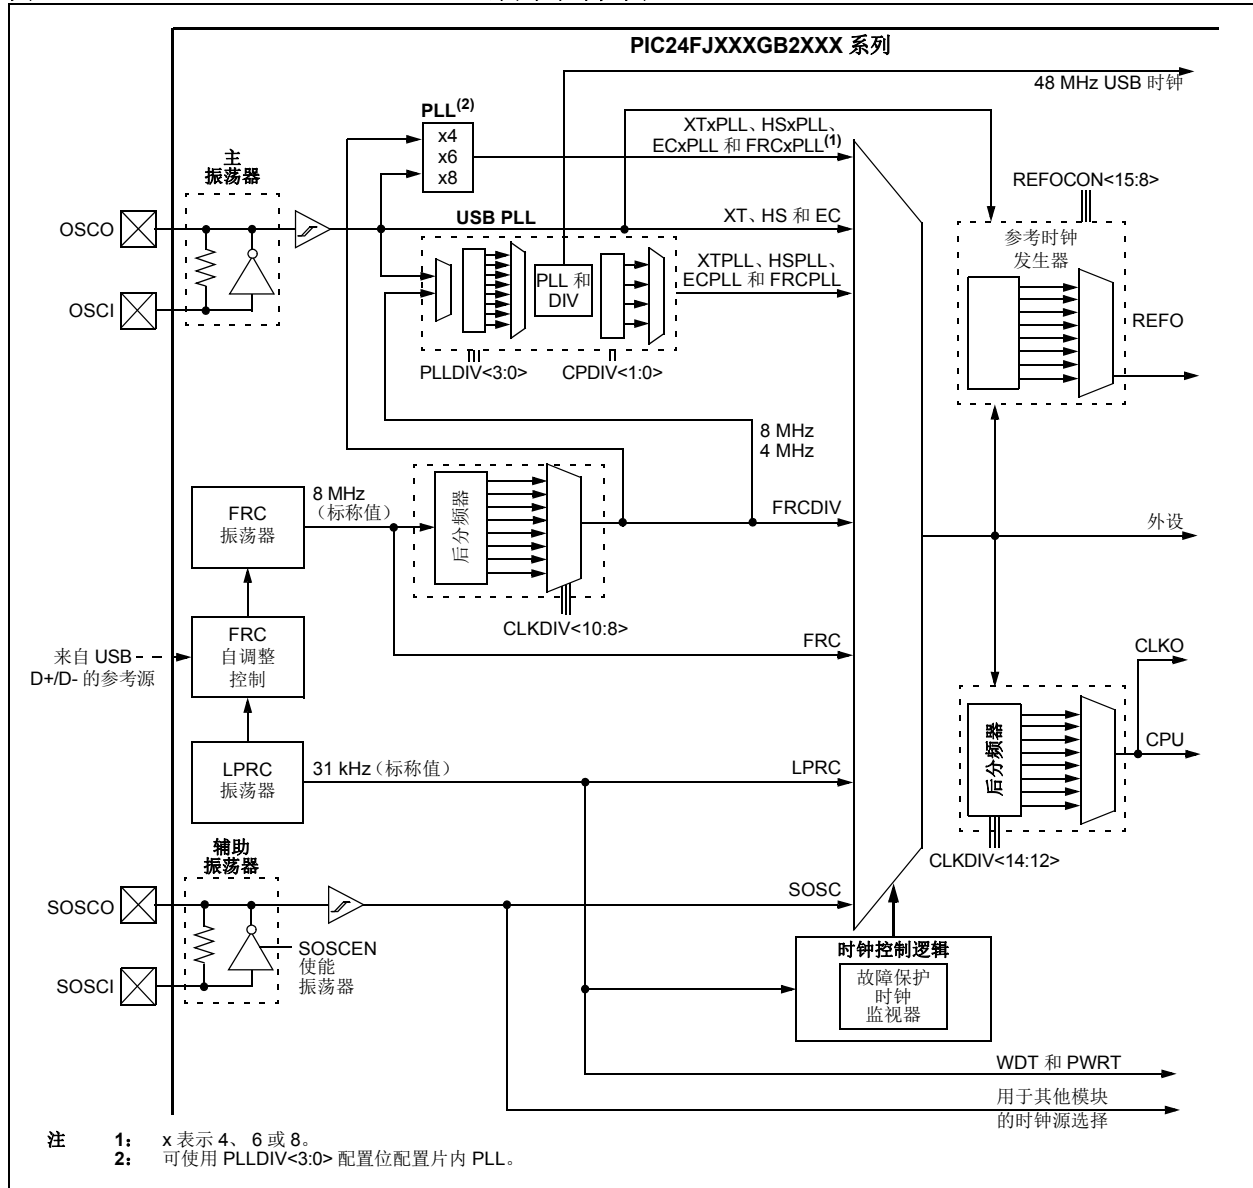 PIC24FJXXXGB2XXX 系列
48 MHz USB 时钟
PLL(2)
x4
x6
x8
XTxPLL、HSxPLL、
ECxPLL 和 FRCxPLL(1)
主
振荡器
REFOCON<15:8>
OSCO
USB PLL
XT、HS 和 EC
参考时钟
发生器
PLL 和
DIV
XTPLL、HSPLL、
ECPLL 和 FRCPLL
OSCI
REFO
PLLDIV<3:0>
CPDIV<1:0>
8 MHz
4 MHz
FRC
振荡器
8 MHz
（标称值）
后分频器
FRCDIV
外设
CLKDIV<10:8>
FRC
自调整
控制
FRC
来自 USB
D+/D- 的参考源
CLKO
后分频器
CPU
LPRC
振荡器
31 kHz（标称值）
LPRC
CLKDIV<14:12>
辅助
振荡器
SOSCO
SOSC
SOSCEN
使能
振荡器
SOSCI
时钟控制逻辑
故障保护
时钟
监视器
WDT 和 PWRT
用于其他模块
的时钟源选择
注 1： x 表示 4、 6 或 8。
2： 可使用 PLLDIV<3:0> 配置位配置片内 PLL。